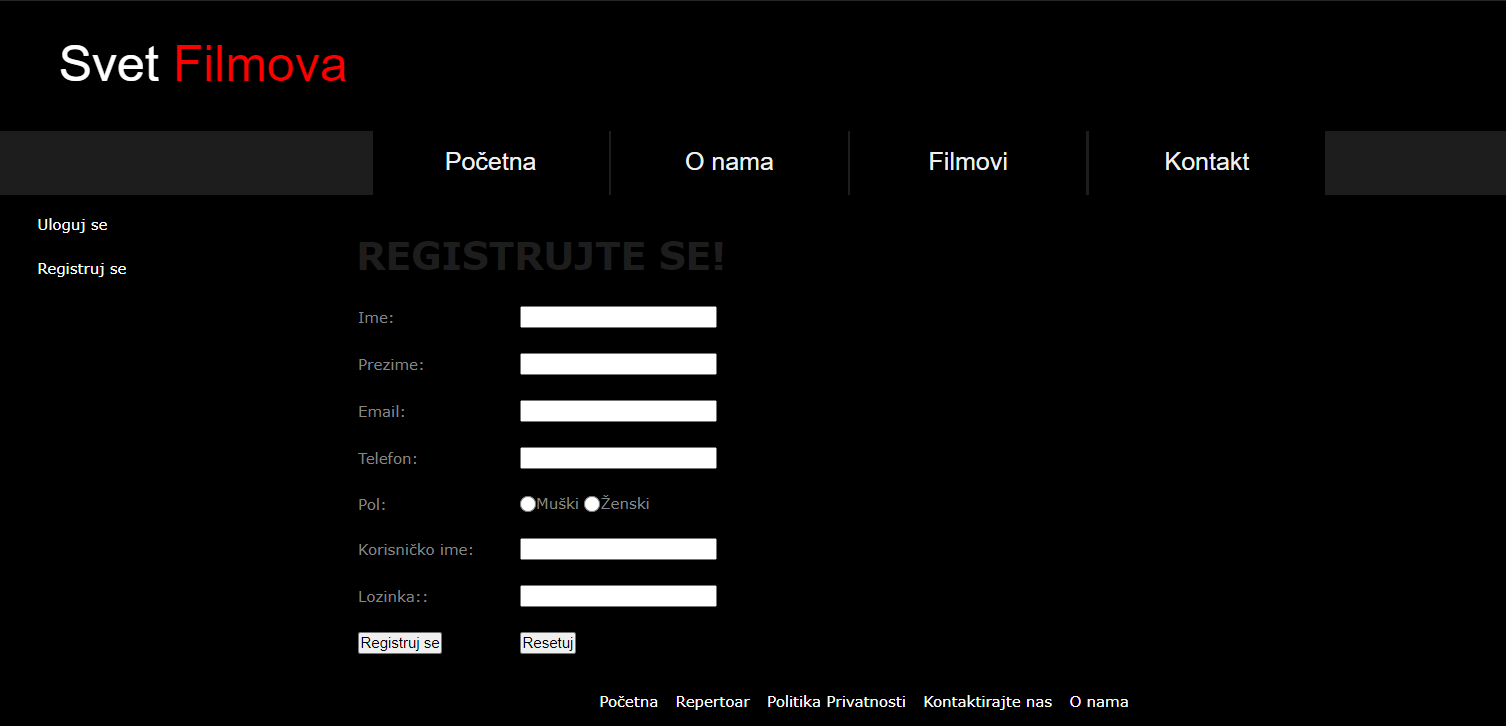 Svet Filmova
Početna O nama Filmovi Kontakt
Uloguj se
Registruj se
REGISTRUJTE SE!
Ime:
Prezime:
Email:
Telefon:
Pol: Muški Ženski
Korisničko ime:
Lozinka::
Registruj se Resetuj
Početna Repertoar Politika Privatnosti Kontaktirajte nas O nama